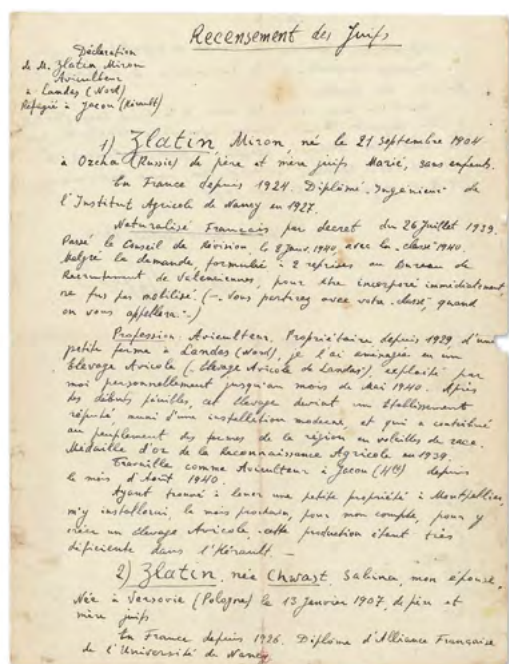 Recensement des Juifs
Déclaration
de M. Zlatin Miron
Aviculteur
à Landas (Nord)
Réfugié à Jacou (Hérault)
1) Zlatin, Miron, né le 21 septembre 1904
à Orcha (Russie) de père et mère juifs. Marié, sans enfants.
En France depuis 1924. Diplômé Ingénieur de
l'Institut Agricole de Nancy en 1927.
Naturalisé Français par décret du 26 Juillet 1939.
Passé le Conseil de Révision le 2 Janv. 1940, avec la classe 1940.
Malgré la demande, formulée à 2 reprises au Bureau de
Recrutement de Valenciennes, pour être incorporé immédiatement
ne fus pas mobilisé. (- Vous partirez avec votre classe, quand
on vous appellera -.)
Profession: Aviculteur. Propriétaire, depuis 1929 d'une
petite ferme à Landas (Nord), je l'ai aménagée en un
Elevage Avicole (- Elevage Avicole de Landas), exploité par
moi personnellement jusqu'au mois de Mai 1940. Après
des débuts pénibles, cet élevage devint un Etablissement
réputé muni d'une installation moderne, et qui a contribué
au peuplement des fermes de la région en volailles de race.
Médaille d'or de la Reconnaissance Agricole en 1939.
Travaille comme Aviculteur à Jacou (Hlt) depuis
le mois d'Août 1940.
Ayant trouvé à louer une petite propriété à Montpellier,
m'y installerai, le mois prochain, pour mon compte, pour y
créer un élevage Avicole, cette production étant très
déficiente dans l'Hérault. —
2) Zlatin, née Chwast, Sabina, mon épouse,
Née à Varsovie (Pologne) le 13 Janvier 1907, de père et
mère juifs
En France depuis 1926. Diplôme d'Alliance Française
de l'Université de Nancy